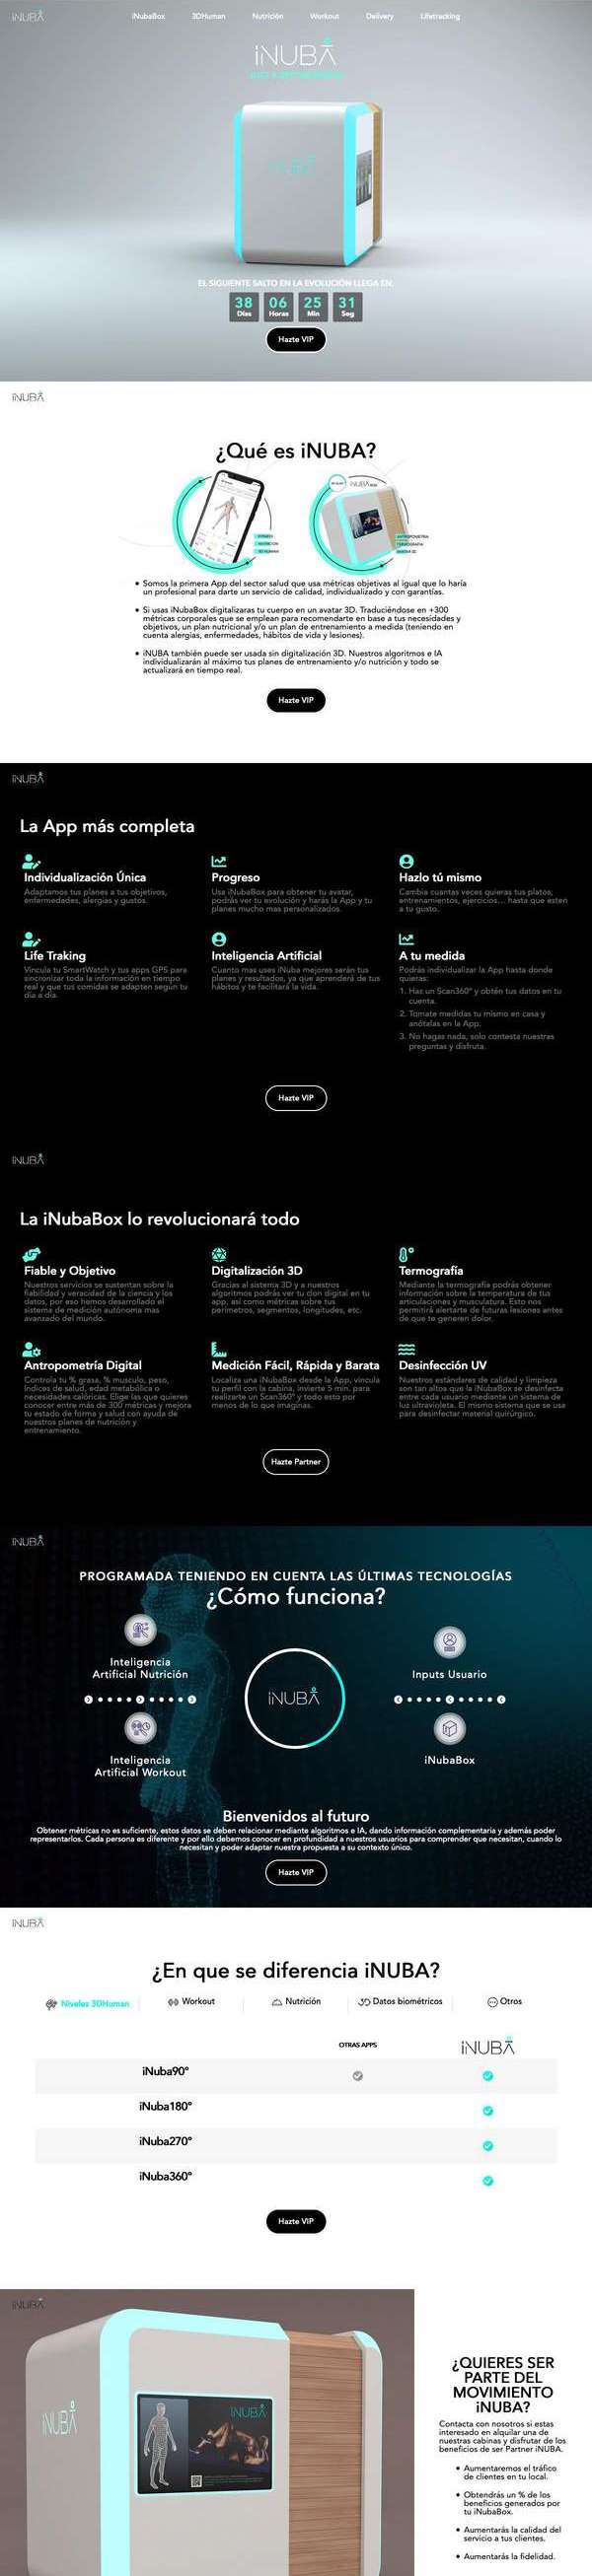 iNUBA
iNubaBox
3DHuman
Nutrición
Workout
Delivery
Lifetracking
iNUBA
EL SIGUIENTE SALTO EN LA EVOLUCIÓN LLEGA EN:
38
06
25
31
Días
Horas
Min
Seg
Hazte VIP
iNUBA
¿Qué es iNUBA?
• Somos la primera App del sector salud que usa métricas objetivas al igual que lo haría
un profesional para darte un servicio de calidad, individualizado y con garantías.
• Si usas iNubaBox digitalizaras tu cuerpo en un avatar 3D. Traduciéndose en +300
métricas corporales que se emplean para recomendarte en base a tus necesidades y
objetivos, un plan nutricional y/o un plan de entrenamiento a medida (teniendo en
cuenta alergias, enfermedades, hábitos de vida y lesiones).
• iNUBA también puede ser usada sin digitalización 3D. Nuestros algoritmos e IA
individualizarán al máximo tus planes de entrenamiento y/o nutrición y todo se
actualizará en tiempo real.
Hazte VIP
iNUBA
La App más completa
Individualización Única
Adaptamos tus planes a tus objetivos,
enfermedades, alergias y gustos.
Progreso
Usa iNubaBox para obtener tu avatar,
podrás ver tu evolución y harás la App y tu
planes mucho mas personalizados.
Hazlo tú mismo
Cambia cuantas veces quieras tus platos,
entrenamientos, ejercicios... hasta que esten
a tu gusto.
Life Traking
Vincula tu SmartWatch y tus apps GPS para
sincronizar toda la información en tiempo
real y que tus comidas se adapten según tu
día a día.
Inteligencia Artificial
Cuanto mas uses iNuba mejores serán tus
planes y resultados, ya que aprenderá de tus
hábitos y te facilitará la vida.
A tu medida
Podrás individualizar la App hasta donde
quieras:
1. Haz un Scan360º y obtén tus datos en tu
cuenta.
2. Tomate medidas tu mismo en casa y
anótalas en la App.
3. No hagas nada, solo contesta nuestras
preguntas y disfruta.
Hazte VIP
iNUBA
La iNubaBox lo revolucionará todo
Fiable y Objetivo
Nuestros servicios se sustentan sobre la
fiabilidad y veracidad de la ciencia y los
datos, por eso hemos desarrollado el
sistema de medición autónoma mas
avanzado del mundo.
Digitalización 3D
Gracias al sistema 3D y a nuestros
algoritmos podrás ver tu clon digital en tu
app, así como métricas sobre tus
perímetros, segmentos, longitudes, etc.
Termografía
Mediante la termografía podrás obtener
información sobre la temperatura de tus
articulaciones y musculatura. Esto nos
permitirá alertarte de futuras lesiones antes
de que te generen dolor.
Antropometría Digital
Controla tu % grasa, % musculo, peso,
índices de salud, edad metabólica o
necesidades calóricas. Elige las que quieres
conocer entre más de 300 métricas y mejora
tu estado de forma y salud con ayuda de
nuestros planes de nutrición y
entrenamiento.
Medición Fácil, Rápida y Barata
Localiza una iNubaBox desde la App, vincula
tu perfil con la cabina, invierte 5 min. para
realizarte un Scan360º y todo esto por
menos de lo que imaginas.
Desinfección UV
Nuestros estándares de calidad y limpieza
son tan altos que la iNubaBox se desinfecta
entre cada usuario mediante un sistema de
luz ultravioleta. El mismo sistema que se usa
para desinfectar material quirúrgico.
Hazte Partner
iNUBA
PROGRAMADA TENIENDO EN CUENTA LAS ÚLTIMAS TECNOLOGÍAS
¿Cómo funciona?
Inteligencia
Artificial Nutrición
Inteligencia
Artificial Workout
iNUBA
Inputs Usuario
iNubaBox
Bienvenidos al futuro
Obtener métricas no es suficiente, estos datos se deben relacionar mediante algoritmos e IA, dando información complementaria y además poder
representarlos. Cada persona es diferente y por ello debemos conocer en profundidad a nuestros usuarios para comprender que necesitan, cuando lo
necesitan y poder adaptar nuestra propuesta a su contexto único.
Hazte VIP
iNUBA
¿En que se diferencia iNUBA?
Niveles 3DHuman
Workout
Nutrición
Datos biométricos
Otros
OTRAS APPS
iNUBA
iNuba90º
iNuba180º
iNuba270º
iNuba360º
Hazte VIP
iNUBA
iNUBA
iNUBA
¿QUIERES SER
PARTE DEL
MOVIMIENTO
iNUBA?
Contacta con nosotros si estas
interesado en alquilar una de
nuestras cabinas y disfrutar de los
beneficios de ser Partner iNUBA.
• Aumentaremos el tráfico
de clientes en tu local.
• Obtendrás un % de los
beneficios generados por
tu iNubaBox.
• Aumentarás la calidad del
servicio a tus clientes.
• Aumentarás la fidelidad.